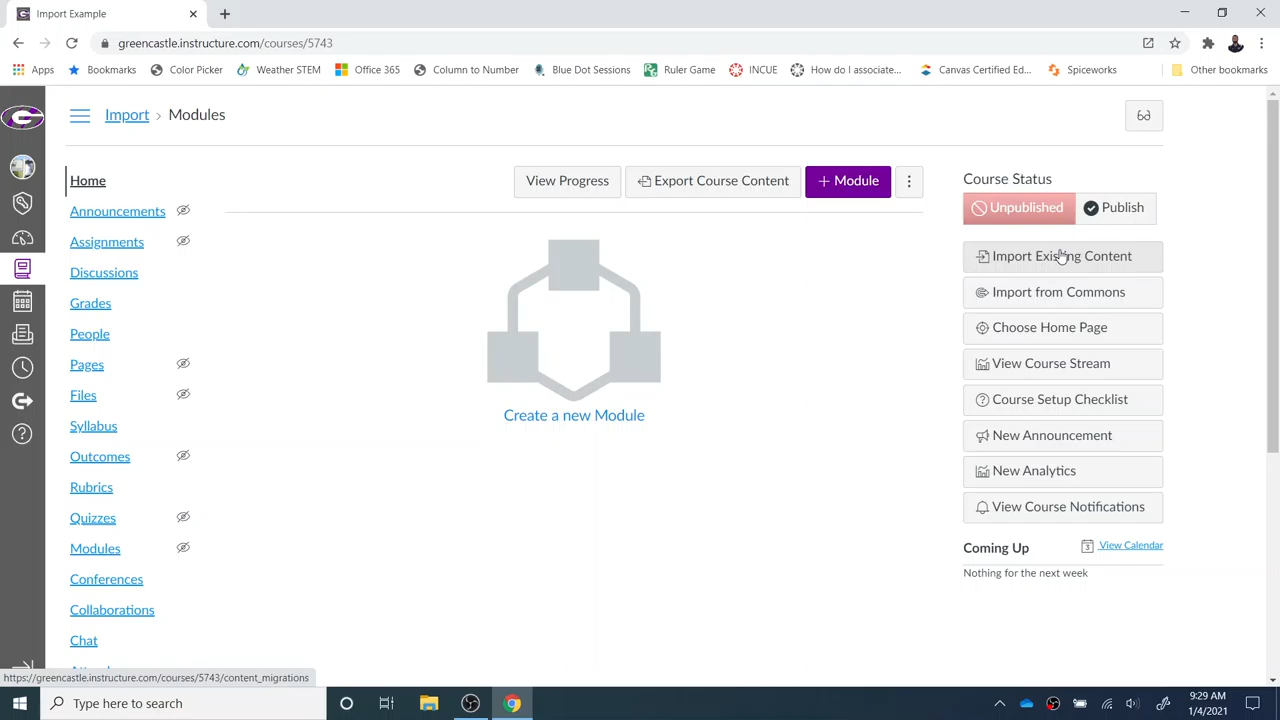 Import Example
greencastle.instructure.com/courses/5743
Apps
Bookmarks
Color Picker
Weather STEM
Office 365
Column to Number
Blue Dot Sessions
Ruler Game
INCUE
How do I associate...
Canvas Certified Ed...
Spiceworks
Other bookmarks
Import › Modules
Home
Announcements
Assignments
Discussions
Grades
People
Pages
Files
Syllabus
Outcomes
Rubrics
Quizzes
Modules
Conferences
Collaborations
Chat
View Progress
Export Course Content
+ Module
Create a new Module
Course Status
Unpublished
Publish
Import Existing Content
Import from Commons
Choose Home Page
View Course Stream
Course Setup Checklist
New Announcement
New Analytics
View Course Notifications
Coming Up
3 View Calendar
Nothing for the next week
https://greencastle.instructure.com/courses/5743/content_migrations
Type here to search
9:29 AM
1/4/2021